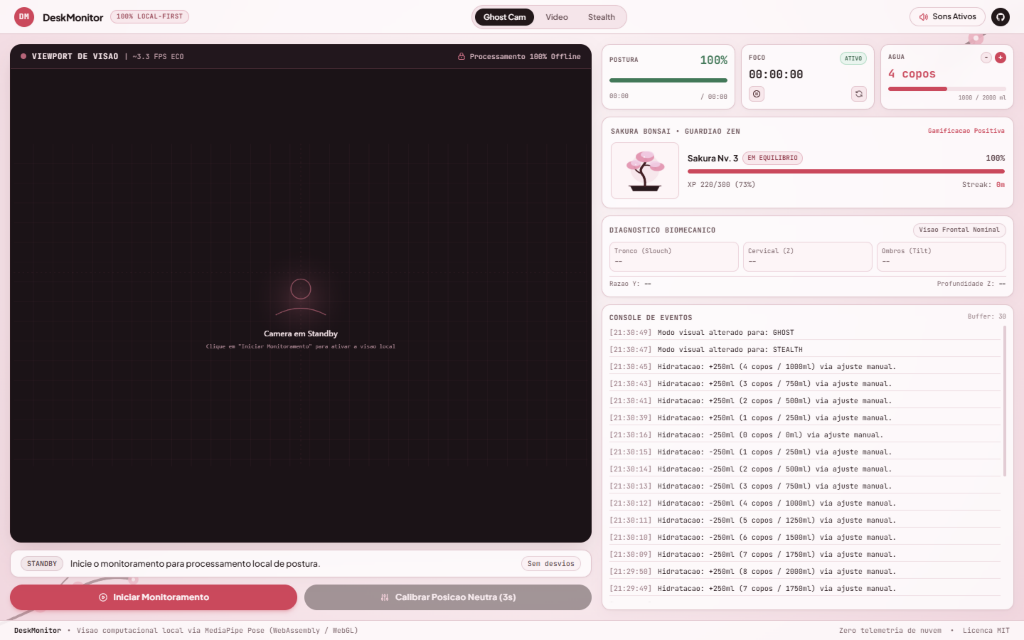 DM DeskMonitor 100% LOCAL-FIRST Ghost Cam Video Stealth Sons Ativos
VIEWPORT DE VISAO | ~3.3 FPS ECO Processamento 100% Offline
Camera em Standby
Clique em "Iniciar Monitoramento" para ativar a visao local
STANDBY Inicie o monitoramento para processamento local de postura. Sem desvios
Iniciar Monitoramento Calibrar Posicao Neutra (3s)
POSTURA 100%
00:00 / 00:00
FOCO ATIVO
00:00:00
AGUA - +
4 copos
1000 / 2000 ml
SAKURA BONSAI • GUARDIAO ZEN Gamificacao Positiva
Sakura Nv. 3 EM EQUILIBRIO 100%
XP 220/300 (73%) Streak: 0m
DIAGNOSTICO BIOMECANICO Visao Frontal Nominal
Tronco (Slouch)
--
Cervical (Z)
--
Ombros (Tilt)
--
Razao Y: -- Profundidade Z: --
CONSOLE DE EVENTOS Buffer: 30
[21:30:49] Modo visual alterado para: GHOST
[21:30:47] Modo visual alterado para: STEALTH
[21:30:45] Hidratacao: +250ml (4 copos / 1000ml) via ajuste manual.
[21:30:43] Hidratacao: +250ml (3 copos / 750ml) via ajuste manual.
[21:30:41] Hidratacao: +250ml (2 copos / 500ml) via ajuste manual.
[21:30:39] Hidratacao: +250ml (1 copos / 250ml) via ajuste manual.
[21:30:16] Hidratacao: -250ml (0 copos / 0ml) via ajuste manual.
[21:30:15] Hidratacao: -250ml (1 copos / 250ml) via ajuste manual.
[21:30:14] Hidratacao: -250ml (2 copos / 500ml) via ajuste manual.
[21:30:13] Hidratacao: -250ml (3 copos / 750ml) via ajuste manual.
[21:30:12] Hidratacao: -250ml (4 copos / 1000ml) via ajuste manual.
[21:30:11] Hidratacao: -250ml (5 copos / 1250ml) via ajuste manual.
[21:30:10] Hidratacao: -250ml (6 copos / 1500ml) via ajuste manual.
[21:30:09] Hidratacao: -250ml (7 copos / 1750ml) via ajuste manual.
[21:29:50] Hidratacao: +250ml (8 copos / 2000ml) via ajuste manual.
[21:29:49] Hidratacao: +250ml (7 copos / 1750ml) via ajuste manual.
DeskMonitor • Visao computacional local via MediaPipe Pose (WebAssembly / WebGL) Zero telemetria de nuvem • Licenca MIT